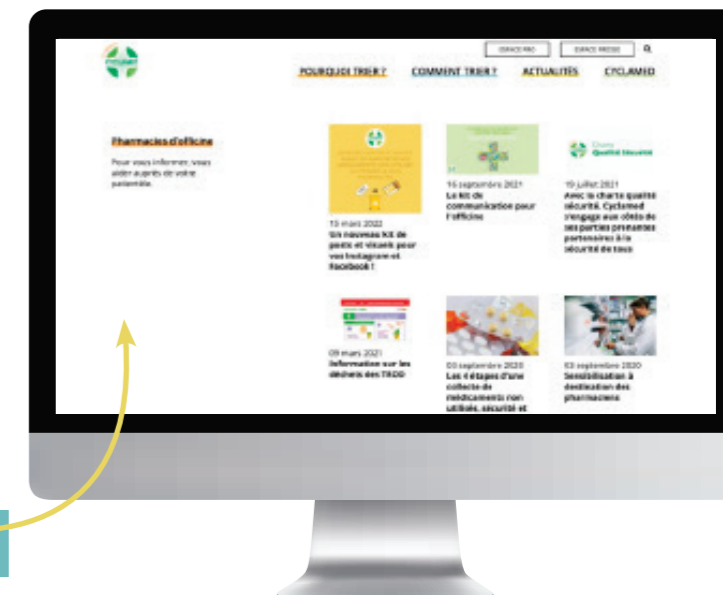 CYCLAMED
ESPACE PRO
ESPACE PRESSE
POURQUOI TRIER ?
COMMENT TRIER ?
ACTUALITÉS
CYCLAMED
Pharmacies d'officine
Pour vous informer, vous
aider auprès de votre
patientèle.
15 mars 2022
Un nouveau kit de
posts et visuels pour
vos Instagram et
Facebook !
16 septembre 2021
Le kit de
communication pour
l'officine
Charte
Qualité Sécurité
19 juillet 2021
Avec la charte qualité
sécurité, Cyclamed
s'engage aux côtés de
ses parties prenantes
partenaires à la
sécurité de tous
09 mars 2021
Information sur les
déchets des TROD
03 septembre 2020
Les 4 étapes d'une
collecte de
médicaments non
utilisés, sécurité et
03 septembre 2020
Sensibilisation à
destination des
pharmaciens